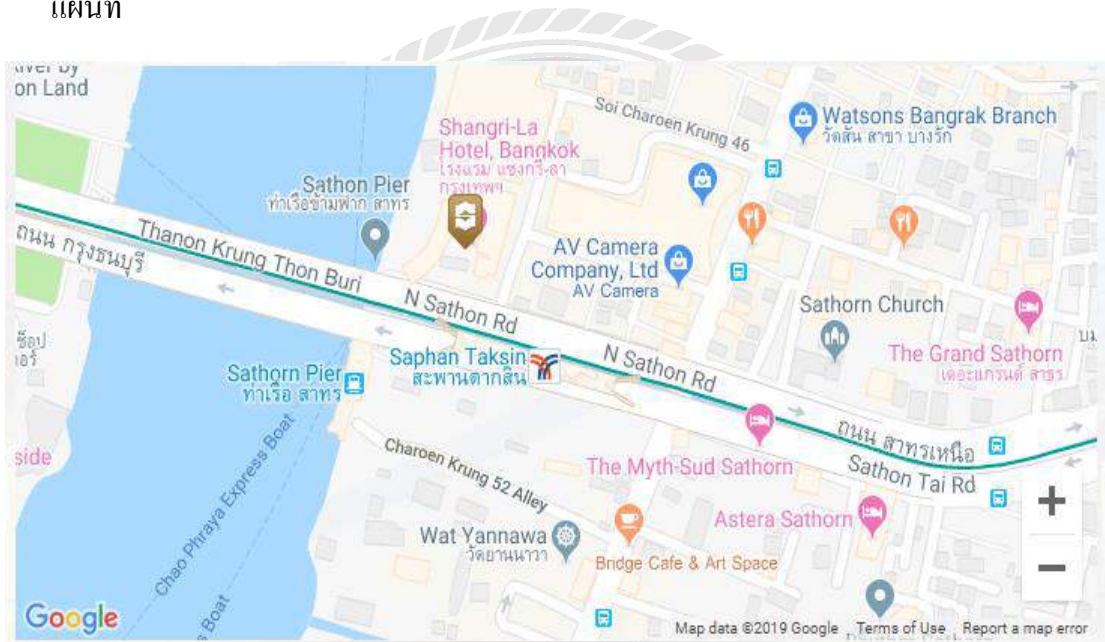 แผนที่
on Land
Soi Charoen Krung 46
Watsons Bangrak Branch
วัตสัน สาขา บางรัก
Shangri-La
Hotel, Bangkok
โรงแรม แชงกรี-ลา
กรุงเทพฯ
Sathon Pier
ท่าเรือข้ามฟาก สาทร
Thanon Krung Thon Buri
ถนน กรุงธนบุรี
AV Camera
Company, Ltd
AV Camera
N Sathon Rd
Sathorn Church
N Sathon Rd
The Grand Sathorn
เดอะแกรนด์ สาธร
Saphan Taksin
สะพานตากสิน
Sathorn Pier
ท่าเรือ สาทร
ถนน สาทรเหนือ
Sathon Tai Rd
side
Charoen Krung 52 Alley
The Myth-Sud Sathorn
Astera Sathorn
Chao Phraya Express Boat
Wat Yannawa
วัดยานนาวา
Bridge Cafe & Art Space
s Boat
Google
Map data ©2019 Google
Terms of Use
Report a map error